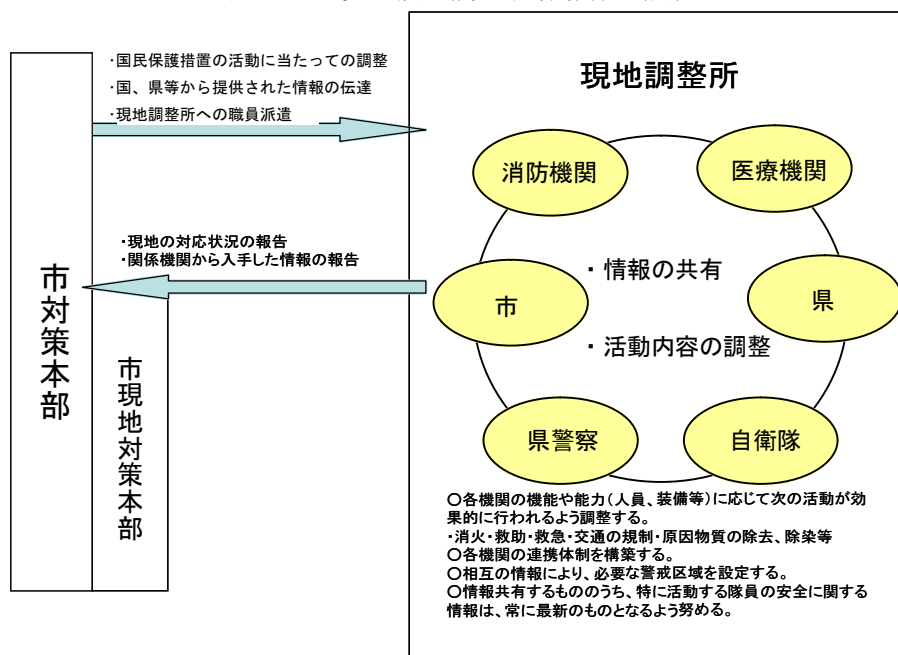 ・国民保護措置の活動に当たっての調整
・国、県等から提供された情報の伝達
・現地調整所への職員派遣
現地調整所
消防機関
医療機関
・現地の対応状況の報告
・関係機関から入手した情報の報告
・情報の共有
市
県
・活動内容の調整
市対策本部
市現地対策本部
県警察
自衛隊
○各機関の機能や能力(人員、装備等)に応じて次の活動が効
果的に行われるよう調整する。
・消火・救助・救急・交通の規制・原因物質の除去、除染等
○各機関の連携体制を構築する。
○相互の情報により、必要な警戒区域を設定する。
○情報共有するもののうち、特に活動する隊員の安全に関する
情報は、常に最新のものとなるよう努める。